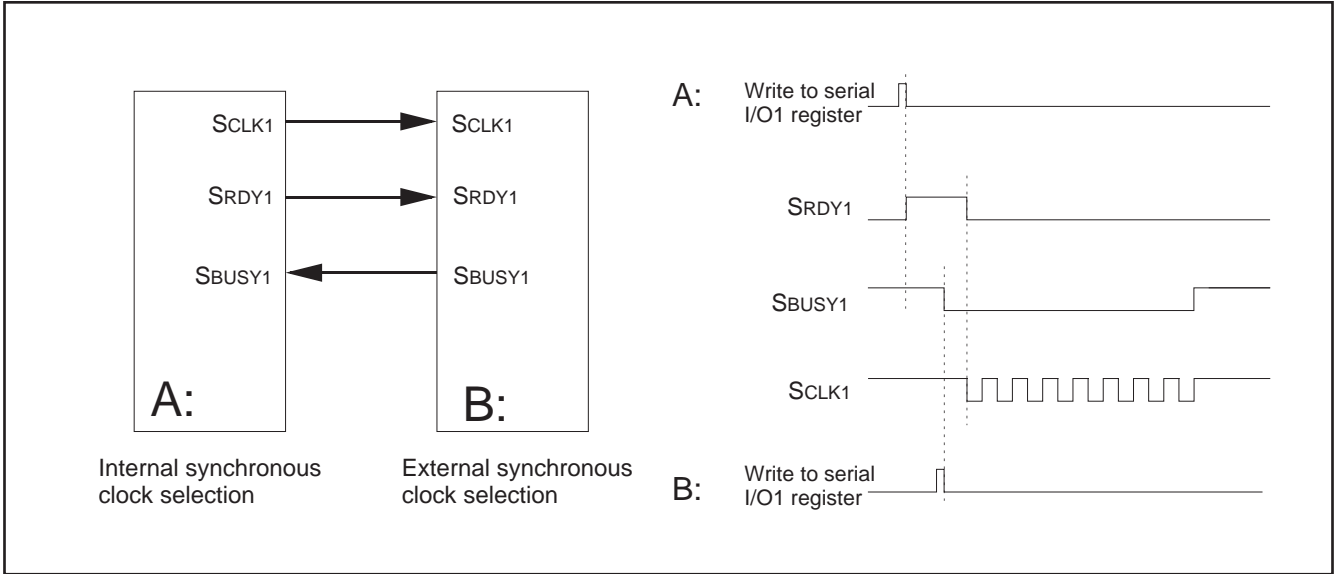 SCLK1
SRDY1
SBUSY1
A:
Internal synchronous
clock selection
SCLK1
SRDY1
SBUSY1
B:
External synchronous
clock selection
A:
Write to serial
I/O1 register
SRDY1
SBUSY1
SCLK1
B:
Write to serial
I/O1 register